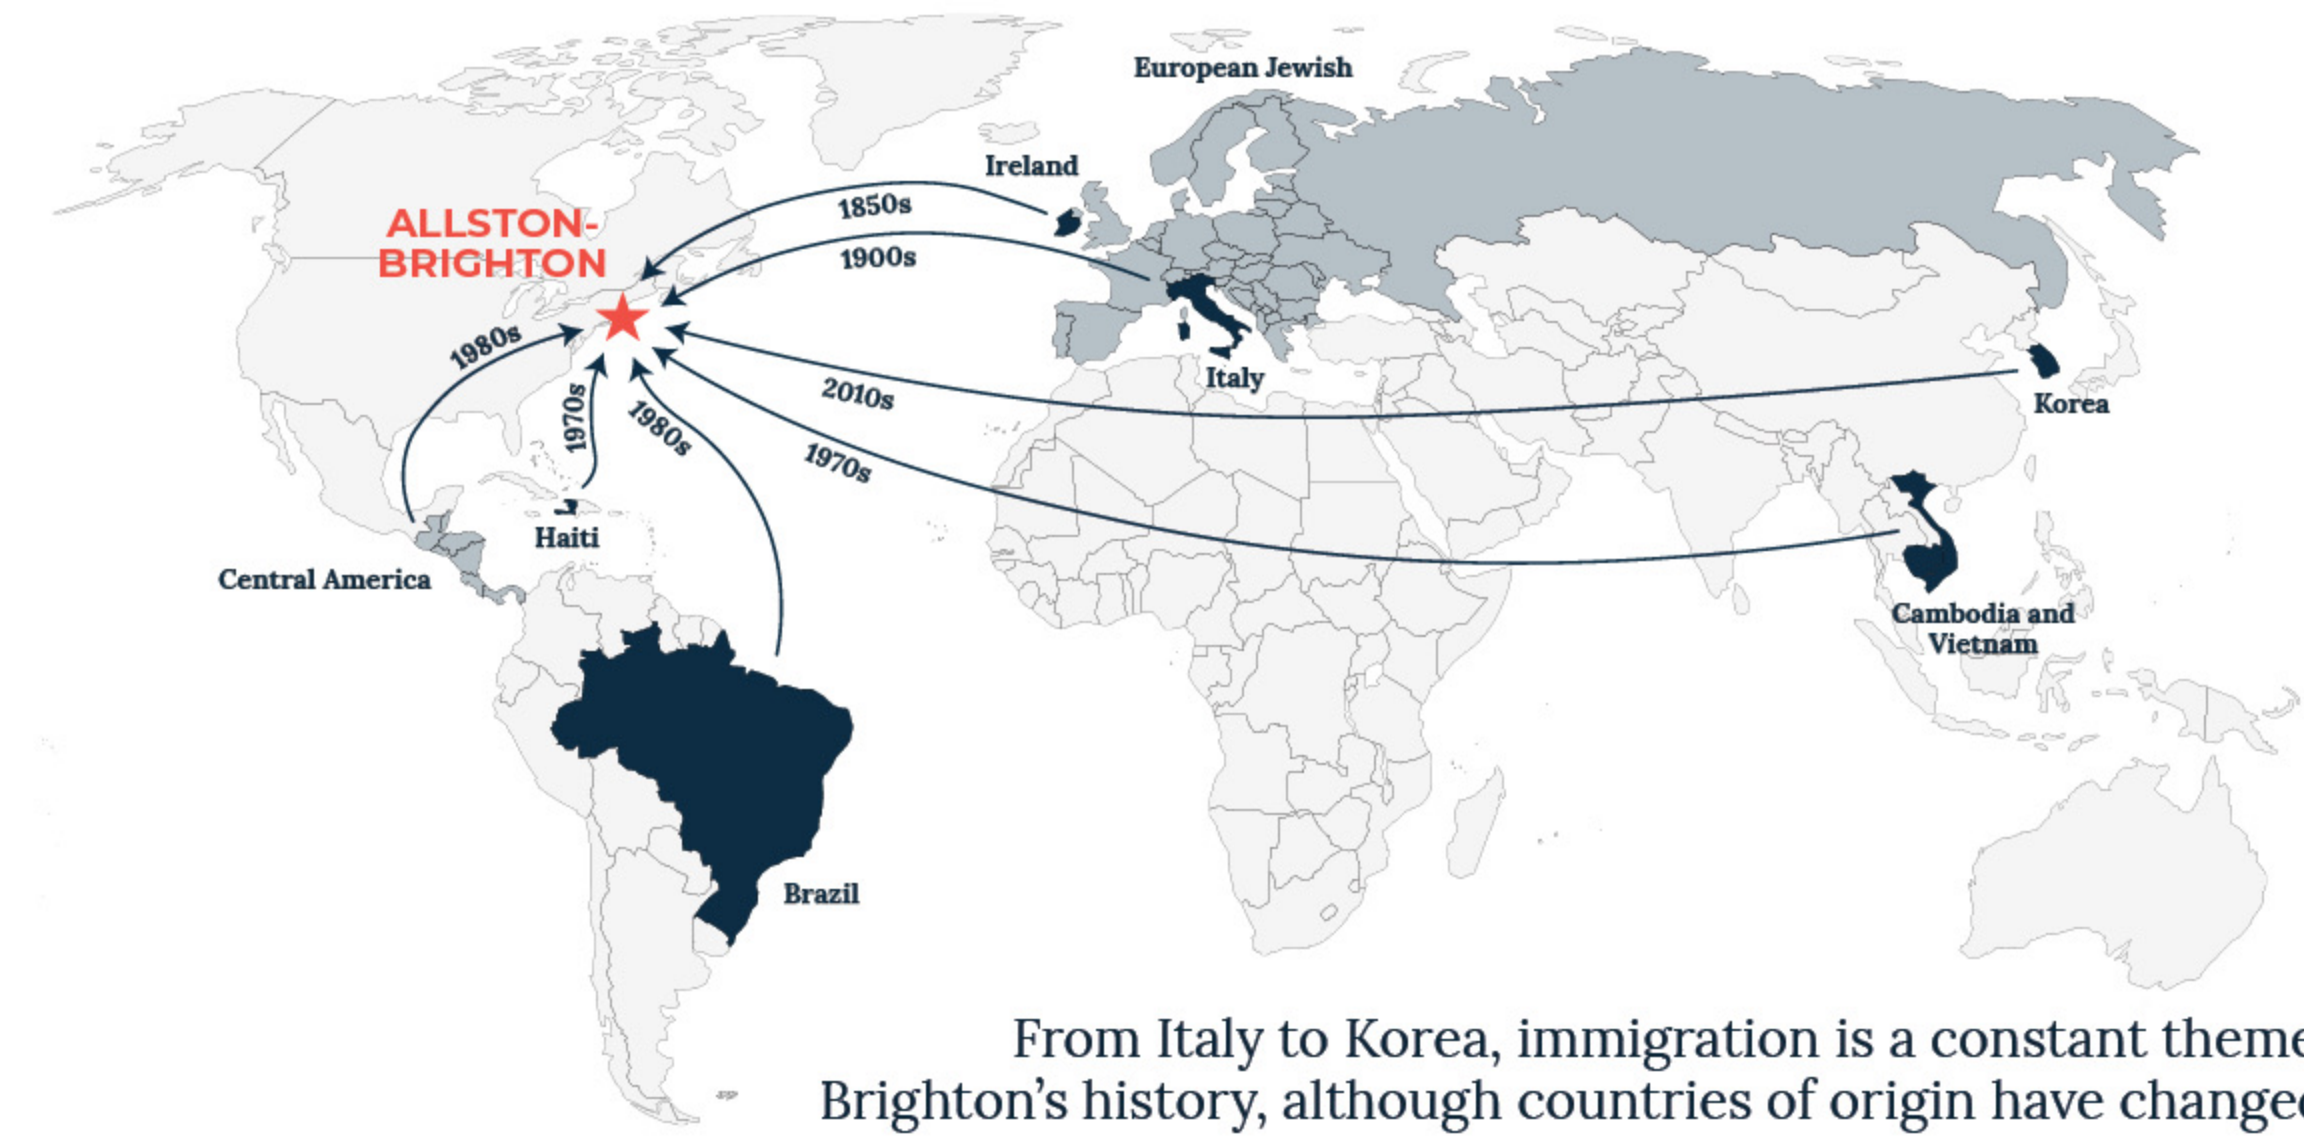 European Jewish
Ireland
1850s
ALLSTON-
BRIGHTON
1900s
1980s
Italy
2010s
Korea
1970s
1980s
1970s
Haiti
Central America
Cambodia and
Vietnam
Brazil
From Italy to Korea, immigration is a constant theme
Brighton’s history, although countries of origin have changed